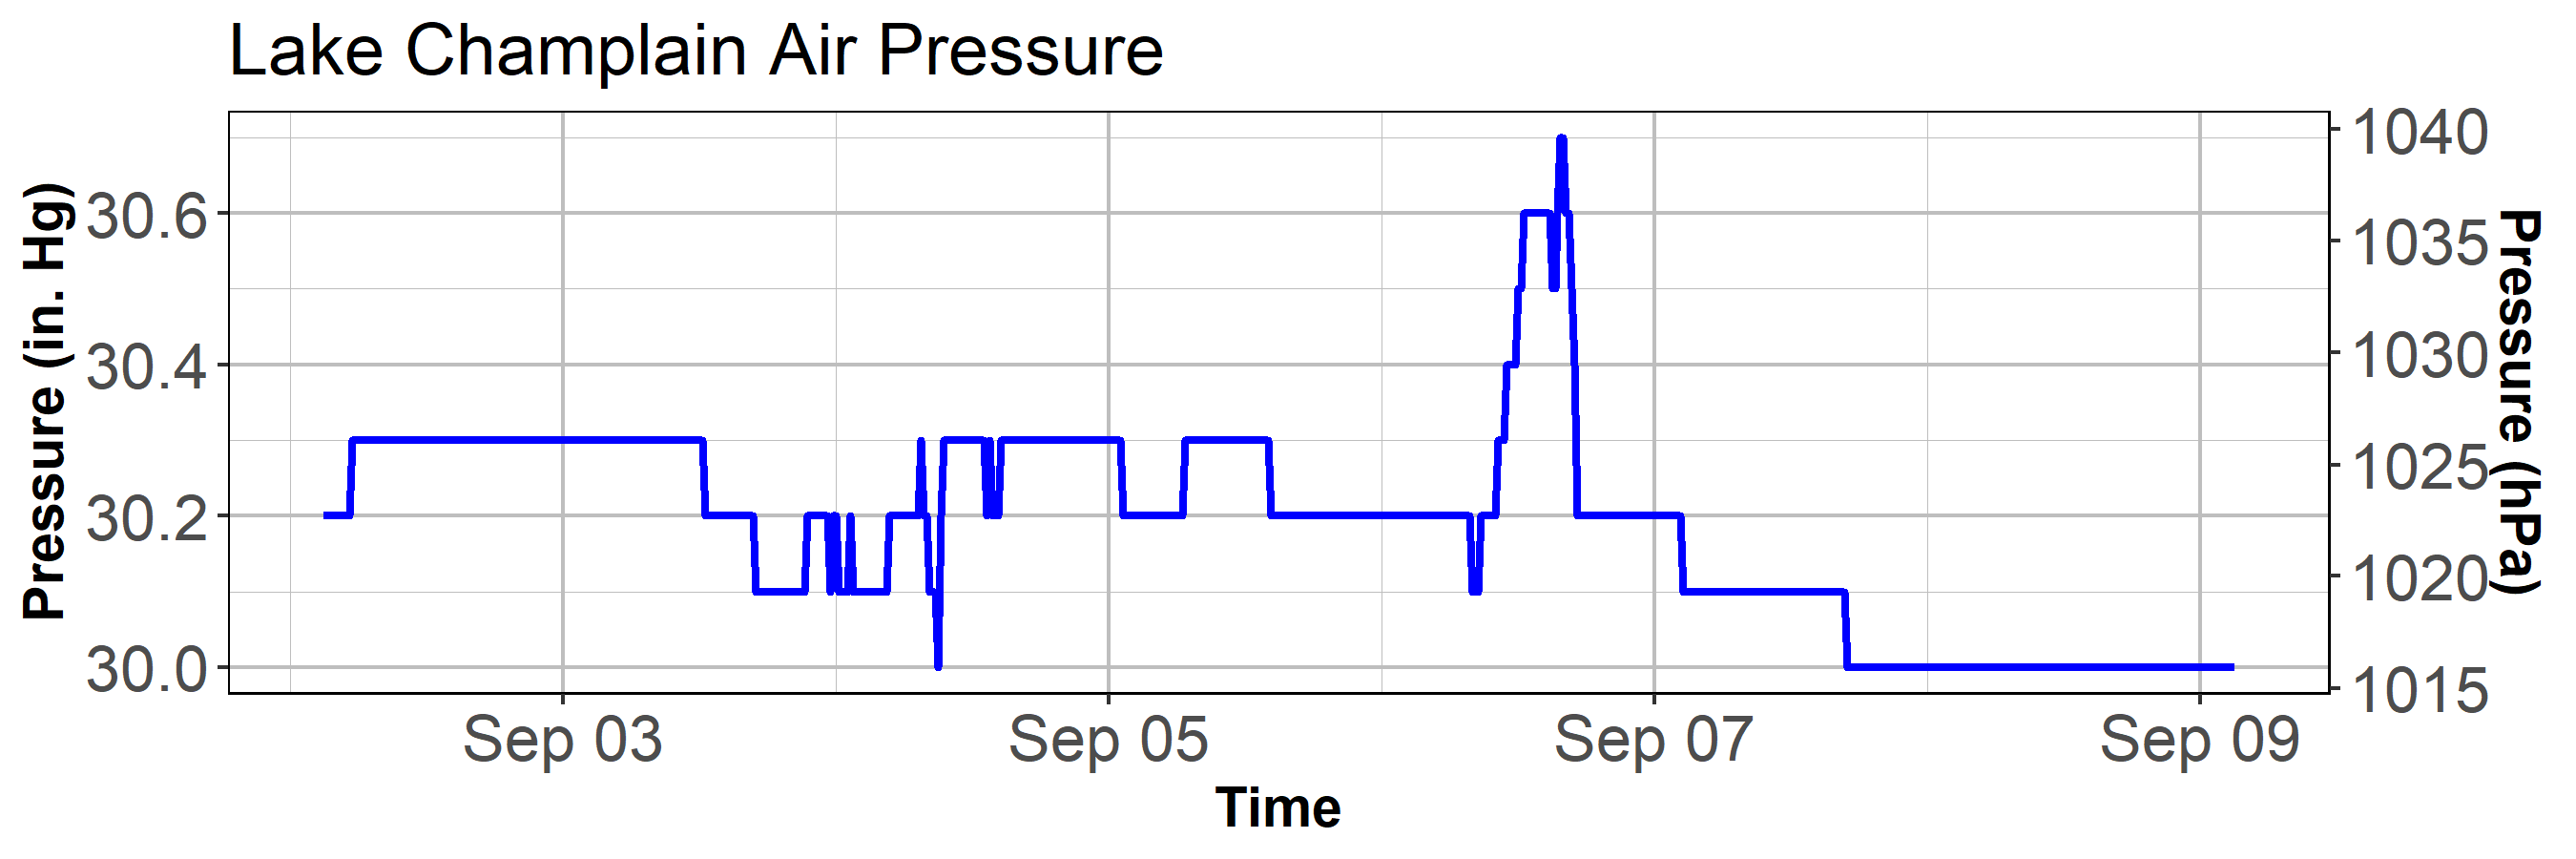 Lake Champlain Air Pressure
Pressure (in. Hg)
30.6
30.4
30.2
30.0
1040
1035
1030
1025
1020
1015
Pressure (hPa)
Sep 03 Sep 05 Sep 07 Sep 09
Time